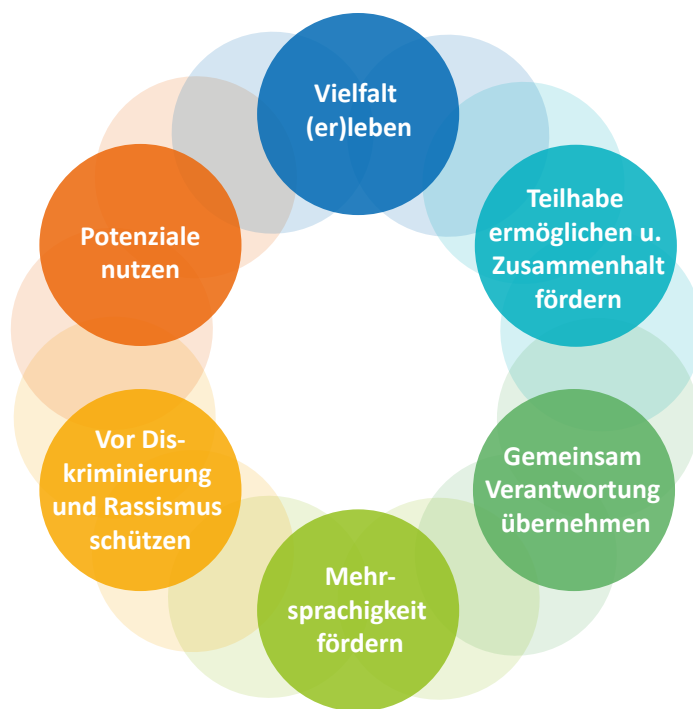 Vielfalt
(er)leben
Teilhabe
ermöglichen u.
Zusammenhalt
fördern
Gemeinsam
Verantwortung
übernehmen
Mehr-
sprachigkeit
fördern
Vor Dis-
kriminierung
und Rassismus
schützen
Potenziale
nutzen